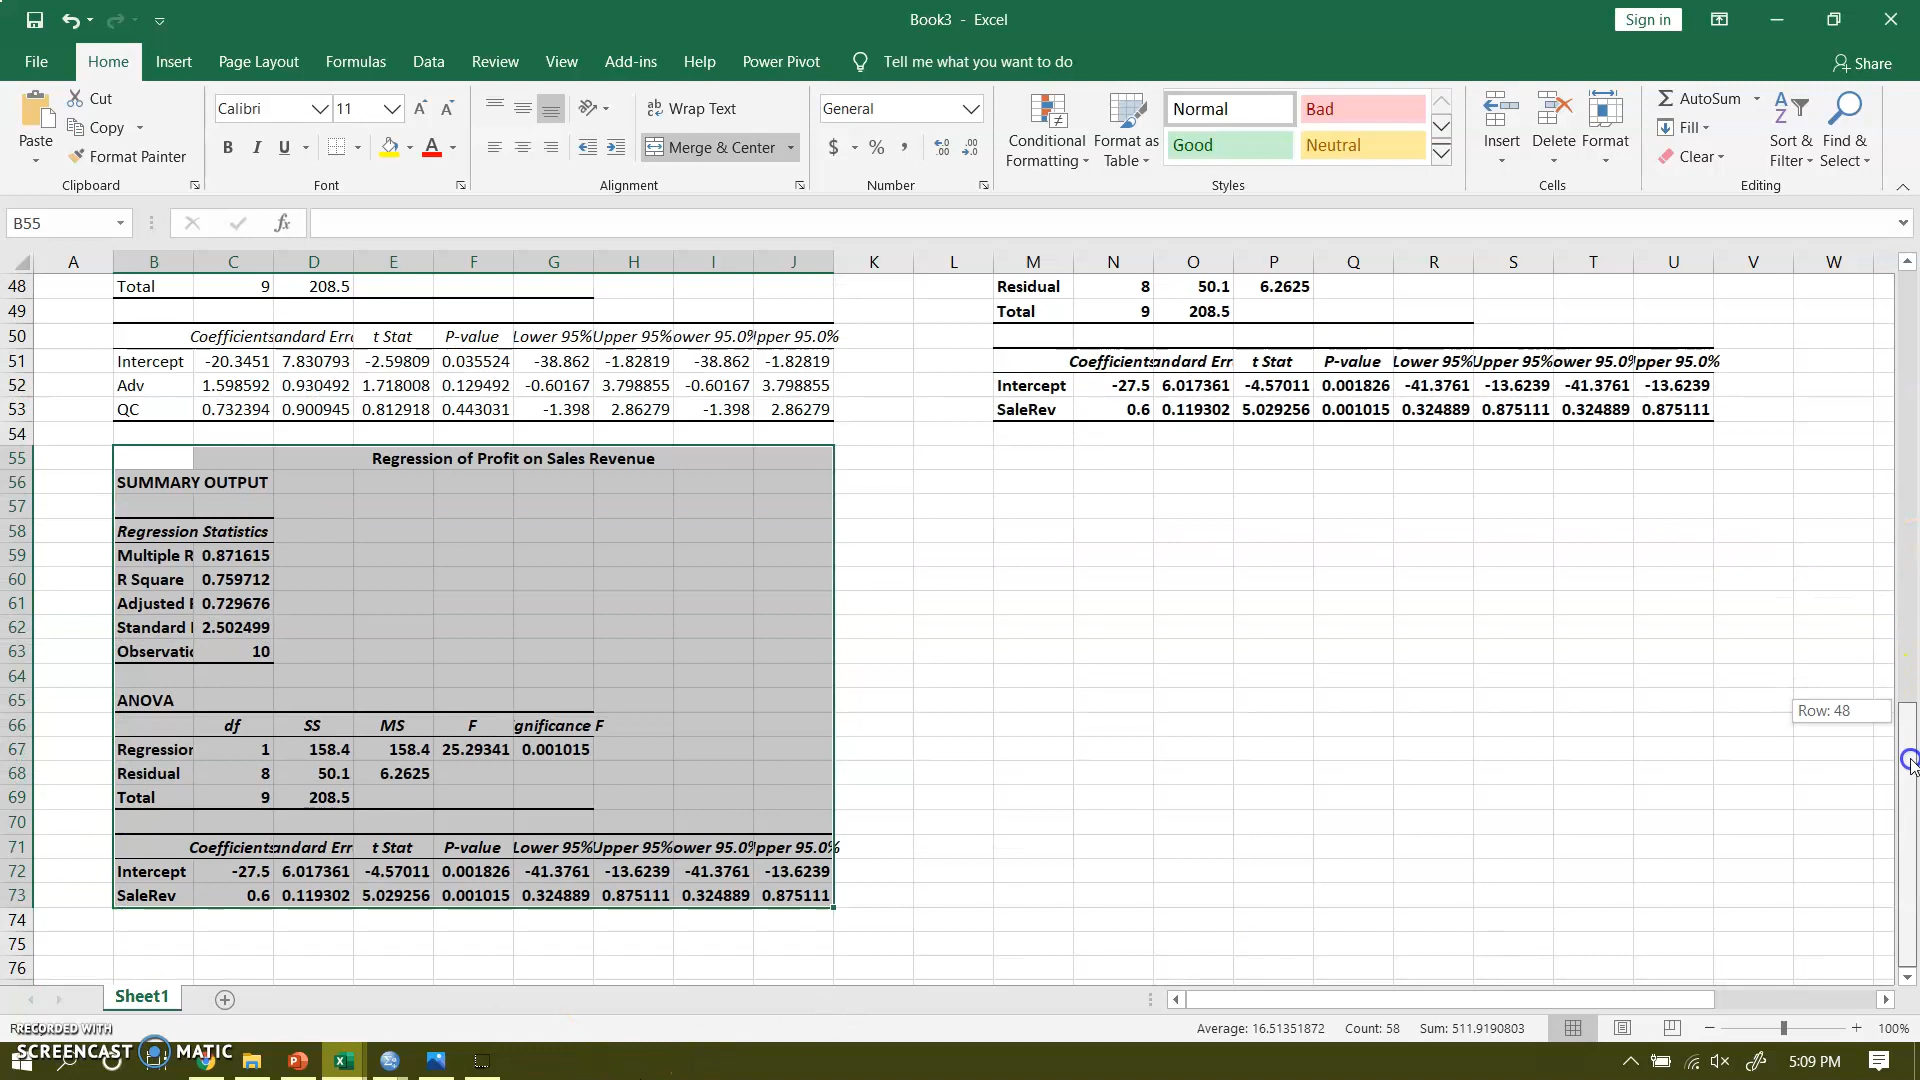 Book3 - Excel
Sign in
File Home Insert Page Layout Formulas Data Review View Add-ins Help Power Pivot Tell me what you want to do
Share
Paste
Cut
Copy
Format Painter
Clipboard
Calibri 11
B I U
Font
Wrap Text
Merge & Center
Alignment
General
$ % ,
Number
Conditional Formatting
Format as Table
Normal Bad
Good Neutral
Styles
Insert Delete Format
Cells
AutoSum
Fill
Clear
Sort & Filter
Find & Select
Editing
B55 fx
A B C D E F G H I J K L M N O P Q R S T U V W
48 Total 9 208.5 Residual 8 50.1 6.2625
49 Total 9 208.5
50 Coefficients andard Erro t Stat P-value Lower 95% Upper 95% ower 95.0% pper 95.0% Coefficients andard Erro t Stat P-value Lower 95% Upper 95% ower 95.0% pper 95.0%
51 Intercept -20.3451 7.830793 -2.59809 0.035524 -38.862 -1.82819 -38.862 -1.82819
52 Adv 1.598592 0.930492 1.718008 0.129492 -0.60167 3.798855 -0.60167 3.798855 Intercept -27.5 6.017361 -4.57011 0.001826 -41.3761 -13.6239 -41.3761 -13.6239
53 QC 0.732394 0.900945 0.812918 0.443031 -1.398 2.86279 -1.398 2.86279 SaleRev 0.6 0.119302 5.029256 0.001015 0.324889 0.875111 0.324889 0.875111
54
55 Regression of Profit on Sales Revenue
56 SUMMARY OUTPUT
57
58 Regression Statistics
59 Multiple R 0.871615
60 R Square 0.759712
61 Adjusted 0.729676
62 Standard 2.502499
63 Observatic 10
64
65 ANOVA
66 df SS MS F gnificance F
67 Regression 1 158.4 158.4 25.29341 0.001015
68 Residual 8 50.1 6.2625
69 Total 9 208.5
70
71 Coefficients andard Erro t Stat P-value Lower 95% Upper 95% ower 95.0% pper 95.0%
72 Intercept -27.5 6.017361 -4.57011 0.001826 -41.3761 -13.6239 -41.3761 -13.6239
73 SaleRev 0.6 0.119302 5.029256 0.001015 0.324889 0.875111 0.324889 0.875111
74
75
76
Row: 48
Sheet1
Average: 16.51351872 Count: 58 Sum: 511.9190803 100%
RECORDED WITH
SCREENCAST MATIC
5:09 PM